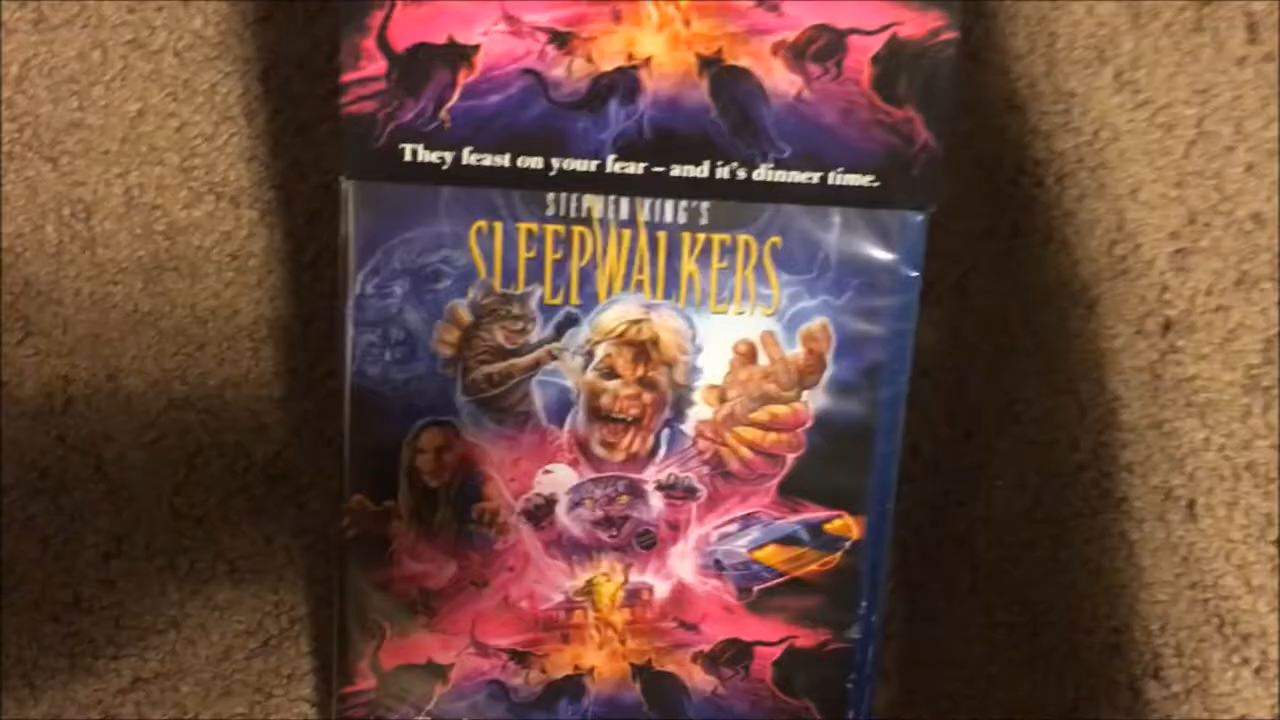 They feast on your fear – and it's dinner time.
STEPHEN KING'S
SLEEPWALKERS